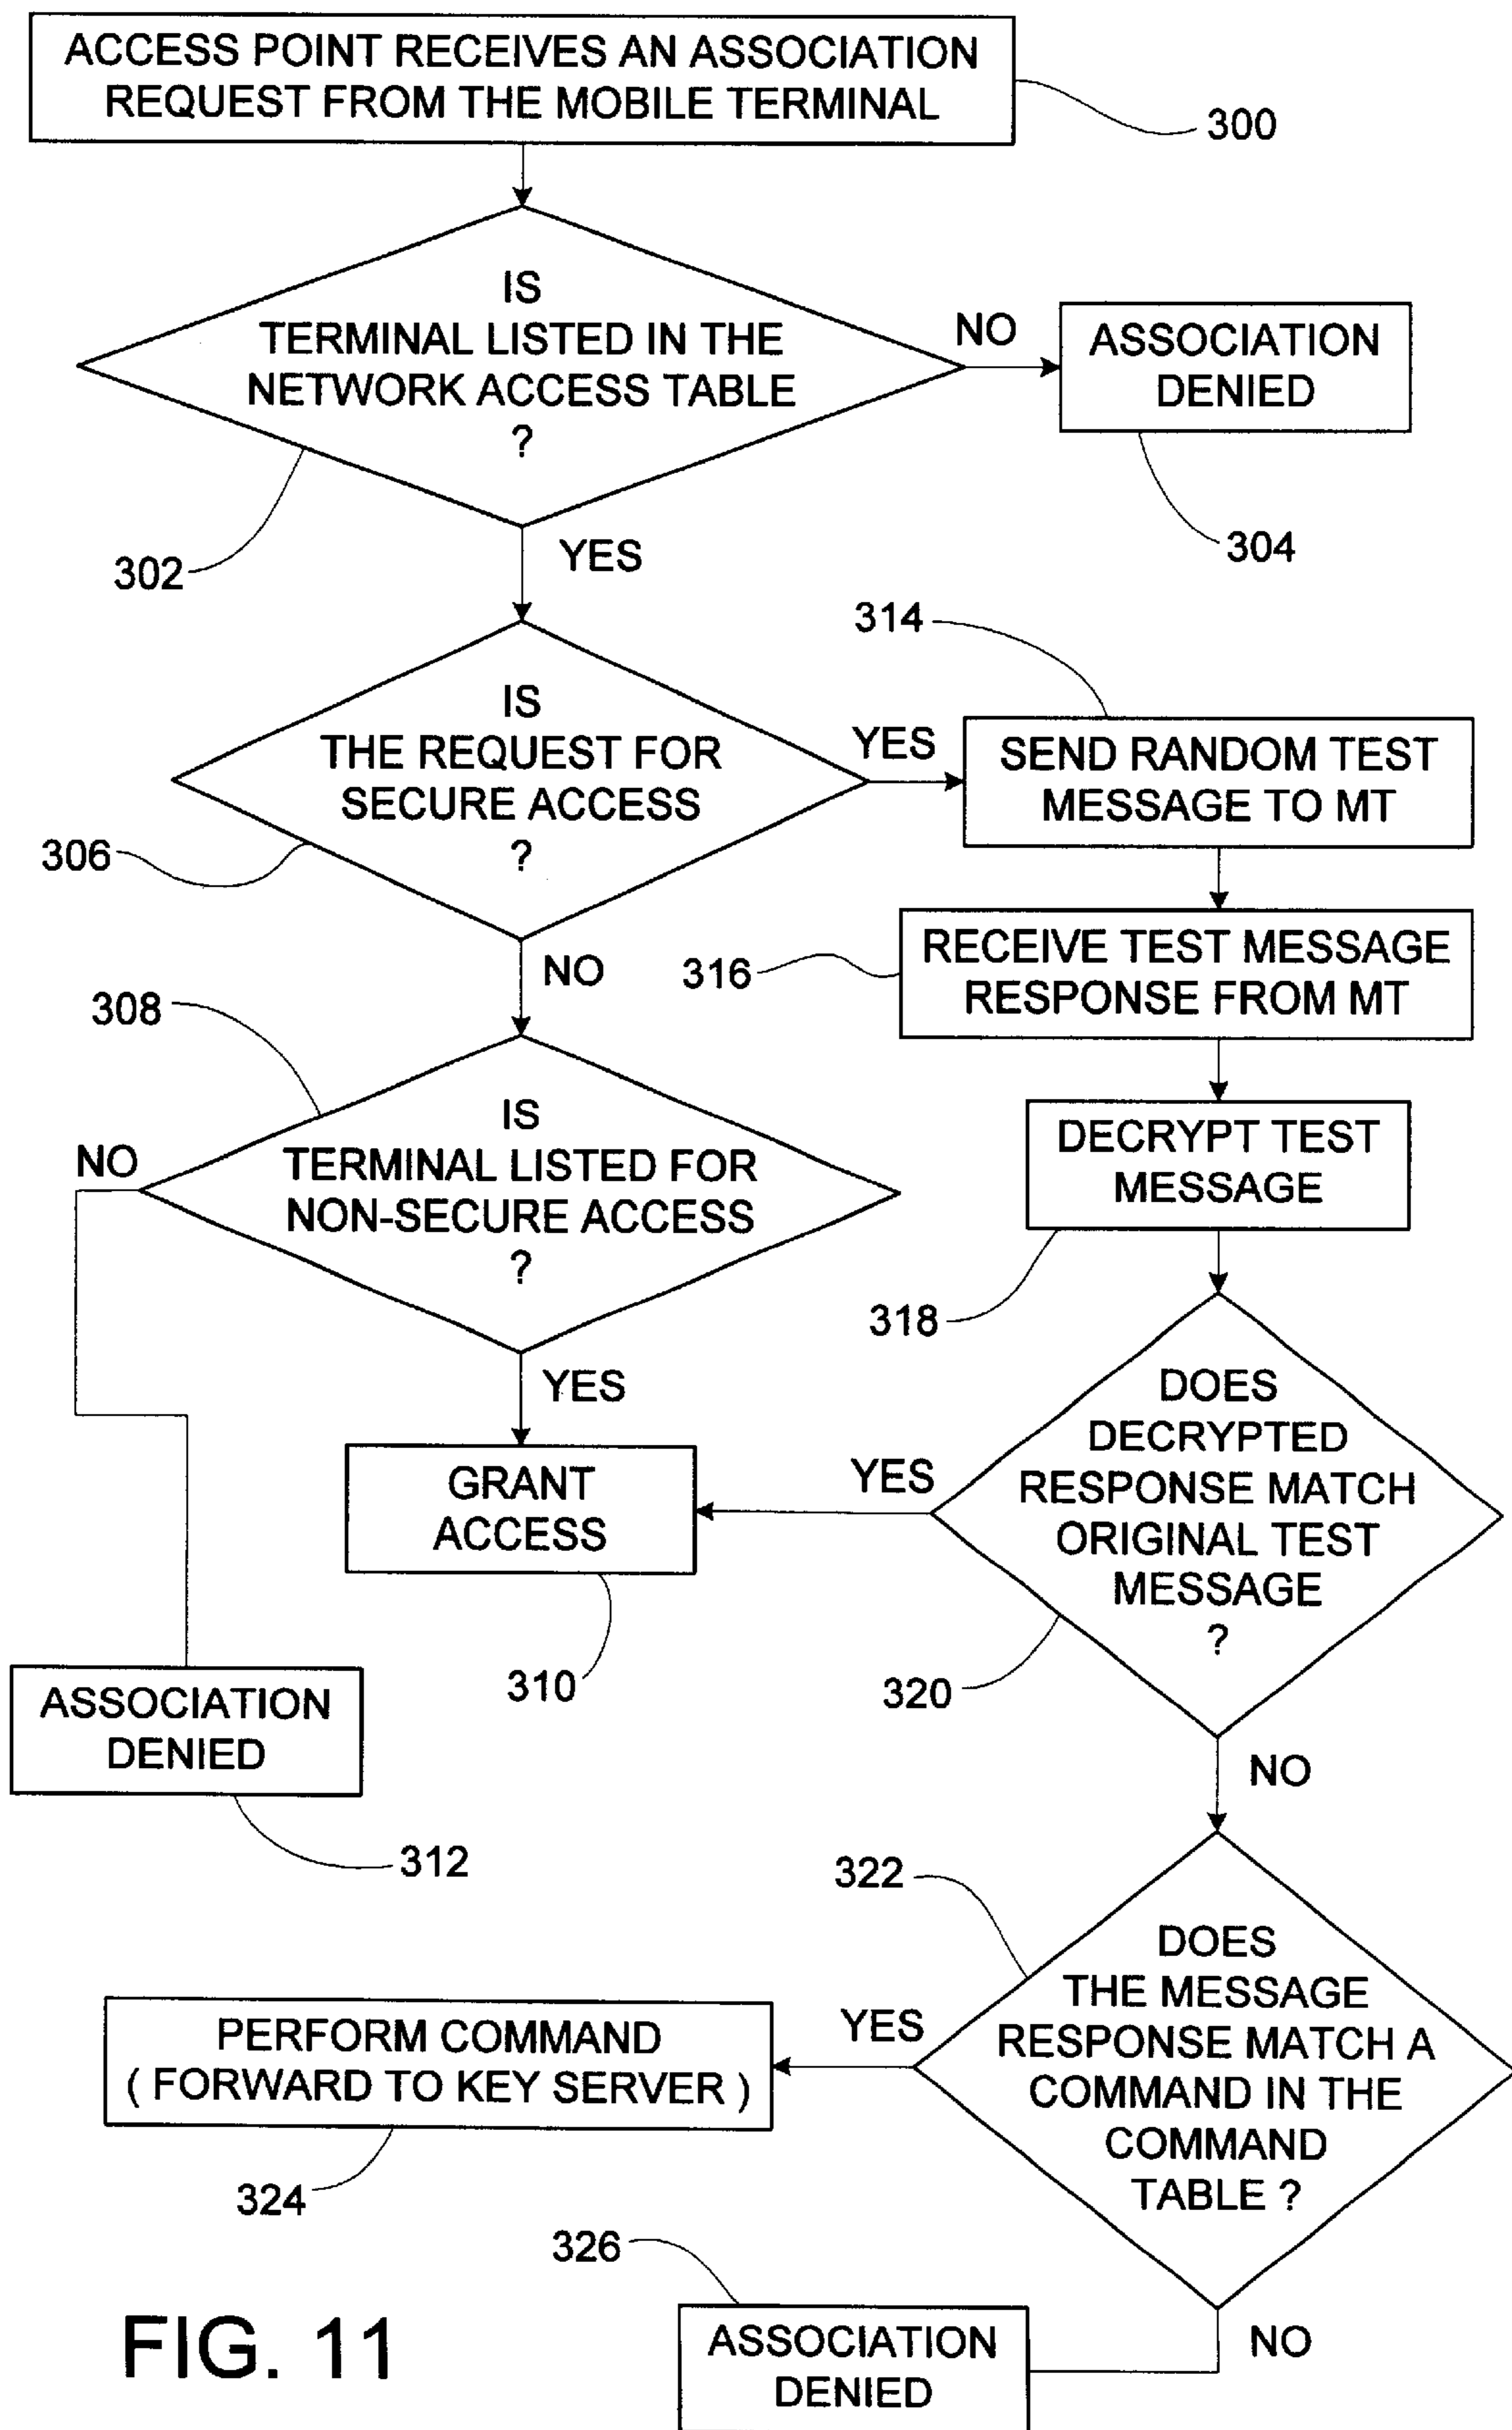 ACCESS POINT RECEIVES AN ASSOCIATION
REQUEST FROM THE MOBILE TERMINAL
300
IS
TERMINAL LISTED IN THE
NETWORK ACCESS TABLE
?
NO
ASSOCIATION
DENIED
302
304
YES
314
IS
THE REQUEST FOR
SECURE ACCESS
?
YES
SEND RANDOM TEST
MESSAGE TO MT
306
NO
316
RECEIVE TEST MESSAGE
RESPONSE FROM MT
308
IS
TERMINAL LISTED FOR
NON-SECURE ACCESS
?
NO
DECRYPT TEST
MESSAGE
318
YES
GRANT
ACCESS
310
YES
DOES
DECRYPTED
RESPONSE MATCH
ORIGINAL TEST
MESSAGE
?
320
ASSOCIATION
DENIED
312
NO
322
DOES
THE MESSAGE
RESPONSE MATCH A
COMMAND IN THE
COMMAND
TABLE ?
YES
PERFORM COMMAND
( FORWARD TO KEY SERVER )
324
326
NO
ASSOCIATION
DENIED
FIG. 11